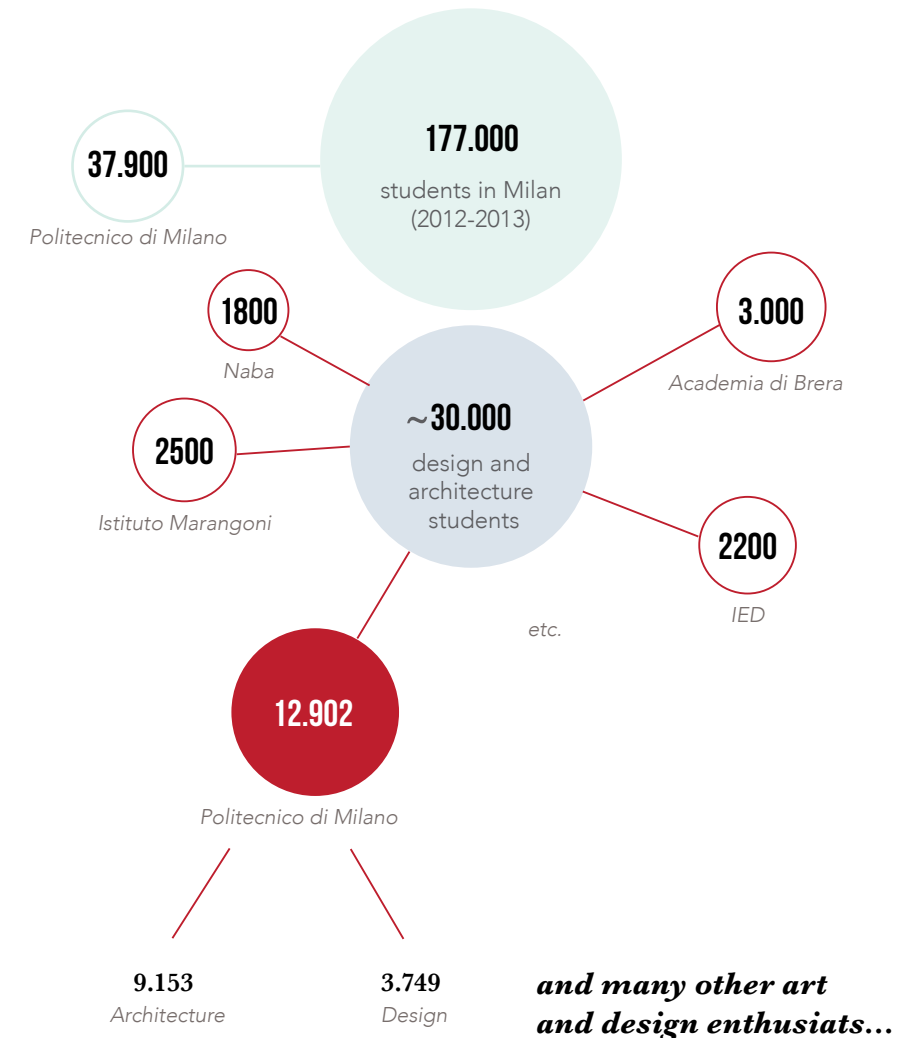 177.000
students in Milan
(2012-2013)
37.900
Politecnico di Milano
1800
Naba
3.000
Academia di Brera
~30.000
design and
architecture
students
2500
Istituto Marangoni
2200
IED
etc.
12.902
Politecnico di Milano
9.153
Architecture
3.749
Design
and many other art
and design enthusiats...